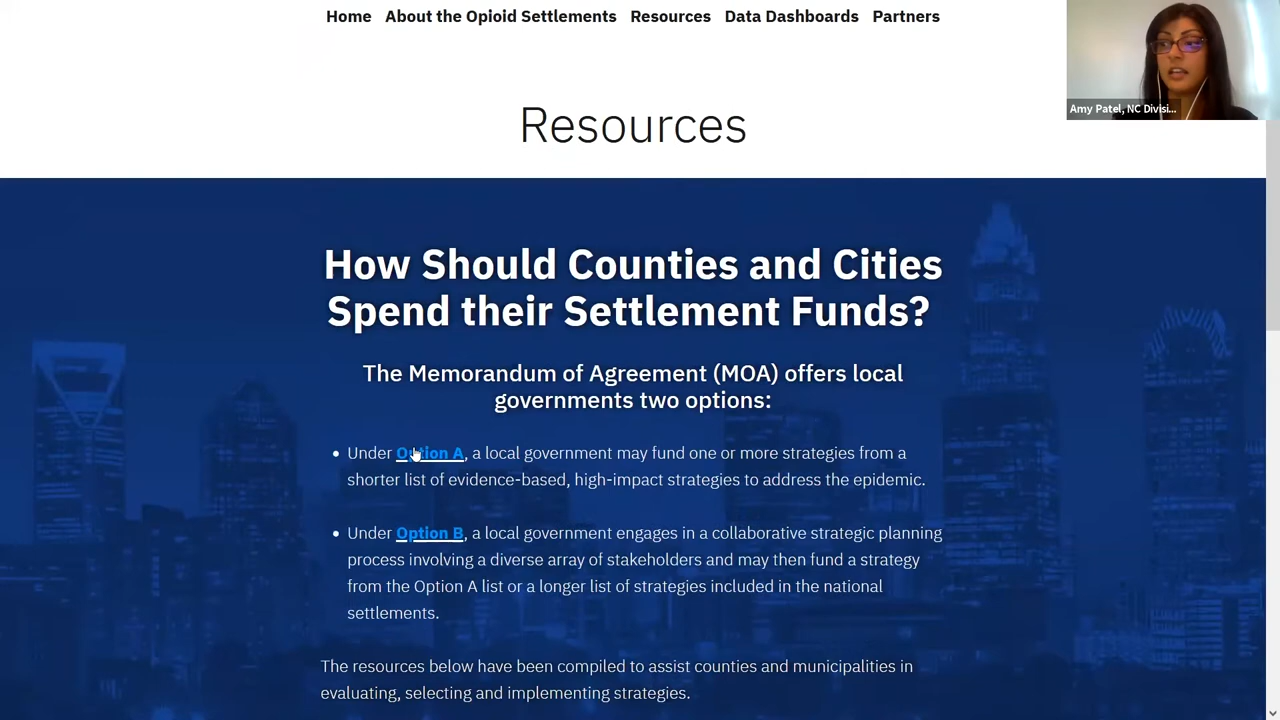 Home About the Opioid Settlements Resources Data Dashboards Partners
Amy Patel, NC Divisi...
Resources
How Should Counties and Cities
Spend their Settlement Funds?
The Memorandum of Agreement (MOA) offers local
governments two options:
• Under Option A, a local government may fund one or more strategies from a
shorter list of evidence-based, high-impact strategies to address the epidemic.
• Under Option B, a local government engages in a collaborative strategic planning
process involving a diverse array of stakeholders and may then fund a strategy
from the Option A list or a longer list of strategies included in the national
settlements.
The resources below have been compiled to assist counties and municipalities in
evaluating, selecting and implementing strategies.